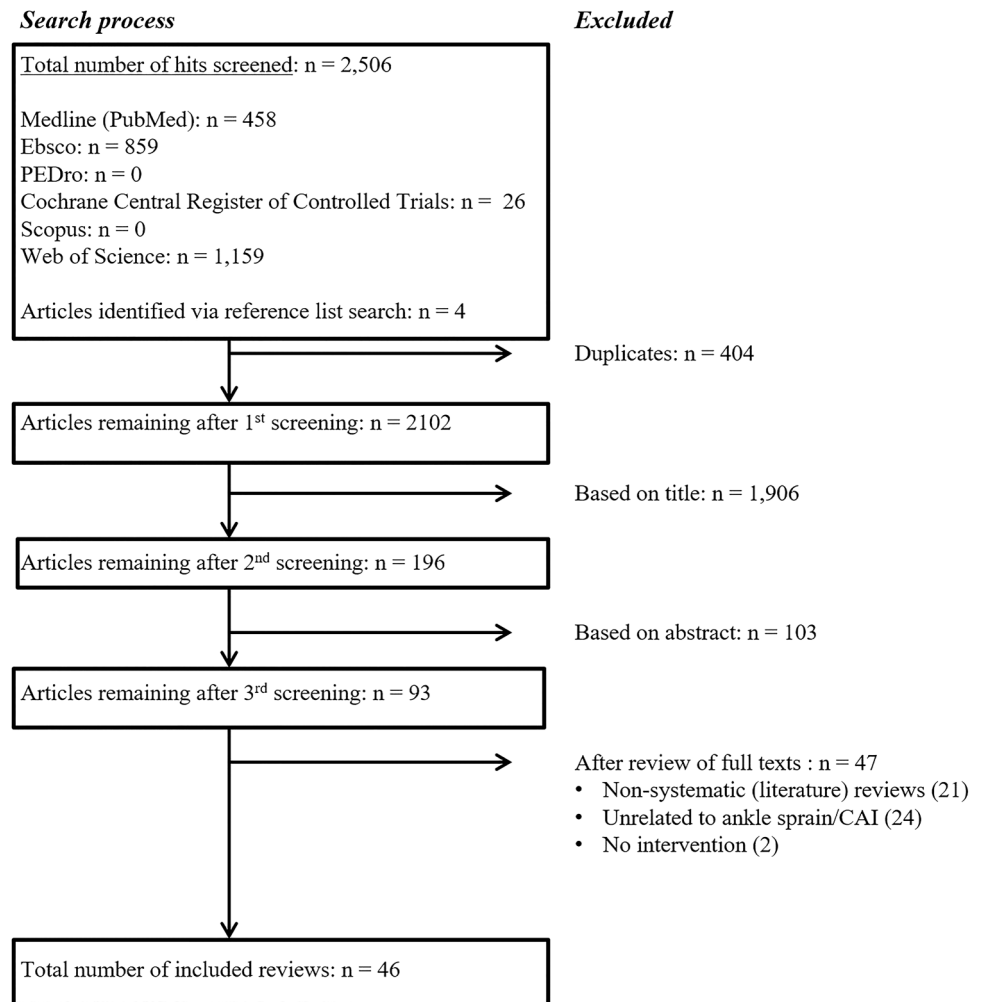 Search process
Excluded
Total number of hits screened: n = 2,506
Medline (PubMed): n = 458
Ebsco: n = 859
PEDro: n = 0
Cochrane Central Register of Controlled Trials: n =  26
Scopus: n = 0
Web of Science: n = 1,159
Articles identified via reference list search: n = 4
Duplicates: n = 404
Articles remaining after 1st screening: n = 2102
Based on title: n = 1,906
Articles remaining after 2nd screening: n = 196
Based on abstract: n = 103
Articles remaining after 3rd screening: n = 93
After review of full texts : n = 47
• Non-systematic (literature) reviews (21)
• Unrelated to ankle sprain/CAI (24)
• No intervention (2)
Total number of included reviews: n = 46